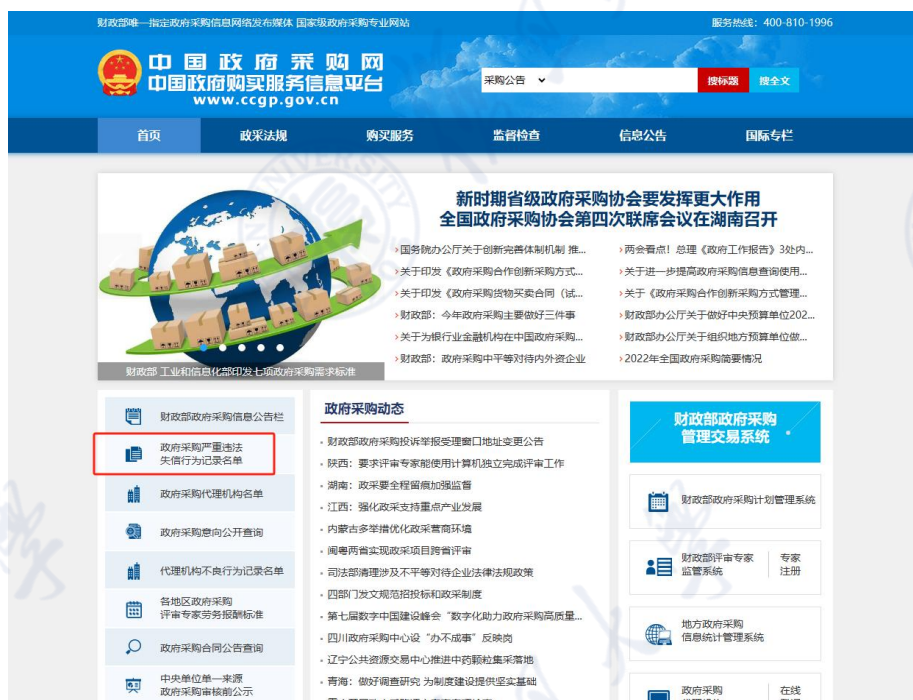 财政部唯一指定政府采购信息网络发布媒体 国家级政府采购专业网站
服务热线：400-810-1996
中国政府采购网
中国政府购买服务信息平台
www.ccgp.gov.cn
采购公告
搜标题
搜全文
首页
政采法规
购买服务
监督检查
信息公告
国际专栏
新时期省级政府采购协会要发挥更大作用
全国政府采购协会第四次联席会议在湖南召开
国务院办公厅关于创新完善体制机制 推...
关于印发《政府采购合作创新采购方式...
关于印发《政府采购货物买卖合同（试...
财政部：今年政府采购主要做好三件事
关于为银行业金融机构在中国政府采购...
财政部：政府采购中平等对待内外资企业
两会看点！总理《政府工作报告》3处内...
关于进一步提高政府采购信息查询使用...
关于《政府采购合作创新采购方式管理...
财政部办公厅关于做好中央预算单位202...
财政部办公厅关于组织地方预算单位做...
2022年全国政府采购简要情况
财政部 工业和信息化部印发七项政府采购需求标准
财政部政府采购信息公告栏
政府采购严重违法
失信行为记录名单
政府采购代理机构名单
政府采购意向公开查询
代理机构不良行为记录名单
各地区政府采购
评审专家劳务报酬标准
政府采购合同公告查询
中央单位单一来源
政府采购审核前公示
政府采购动态
财政部政府采购投诉举报受理窗口地址变更公告
陕西：要求评审专家能使用计算机独立完成评审工作
湖南：政采要全程留痕加强监督
江西：强化政采支持重点产业发展
内蒙古多举措优化政采营商环境
闽粤两省实现政采项目跨省评审
司法部清理涉及不平等对待企业法律法规政策
四部门发文规范招投标和政采制度
第七届数字中国建设峰会“数字化助力政府采购高质量...
四川政府采购中心设“办不成事”反映岗
辽宁公共资源交易中心推进中药颗粒集采落地
青海：做好调查研究 为制度建设提供坚实基础
财政部政府采购
管理交易系统
财政部政府采购计划管理系统
财政部评审专家
监管系统
专家
注册
地方政府采购
信息统计管理系统
政府采购
在线